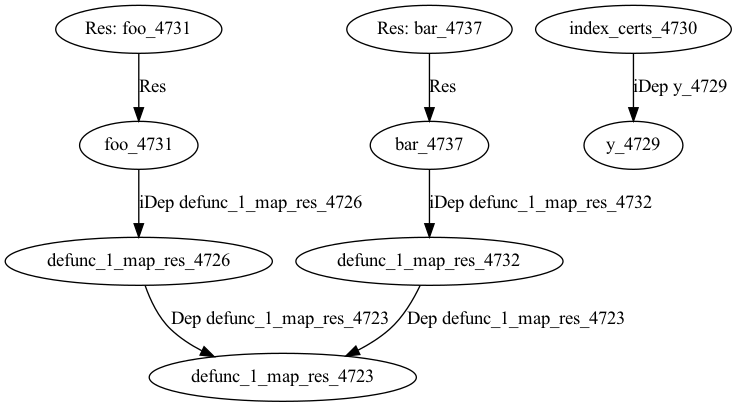 Res: foo_4731
Res: bar_4737
index_certs_4730
Res
Res
iDep y_4729
foo_4731
bar_4737
y_4729
iDep defunc_1_map_res_4726
iDep defunc_1_map_res_4732
defunc_1_map_res_4726
defunc_1_map_res_4732
Dep defunc_1_map_res_4723
Dep defunc_1_map_res_4723
defunc_1_map_res_4723